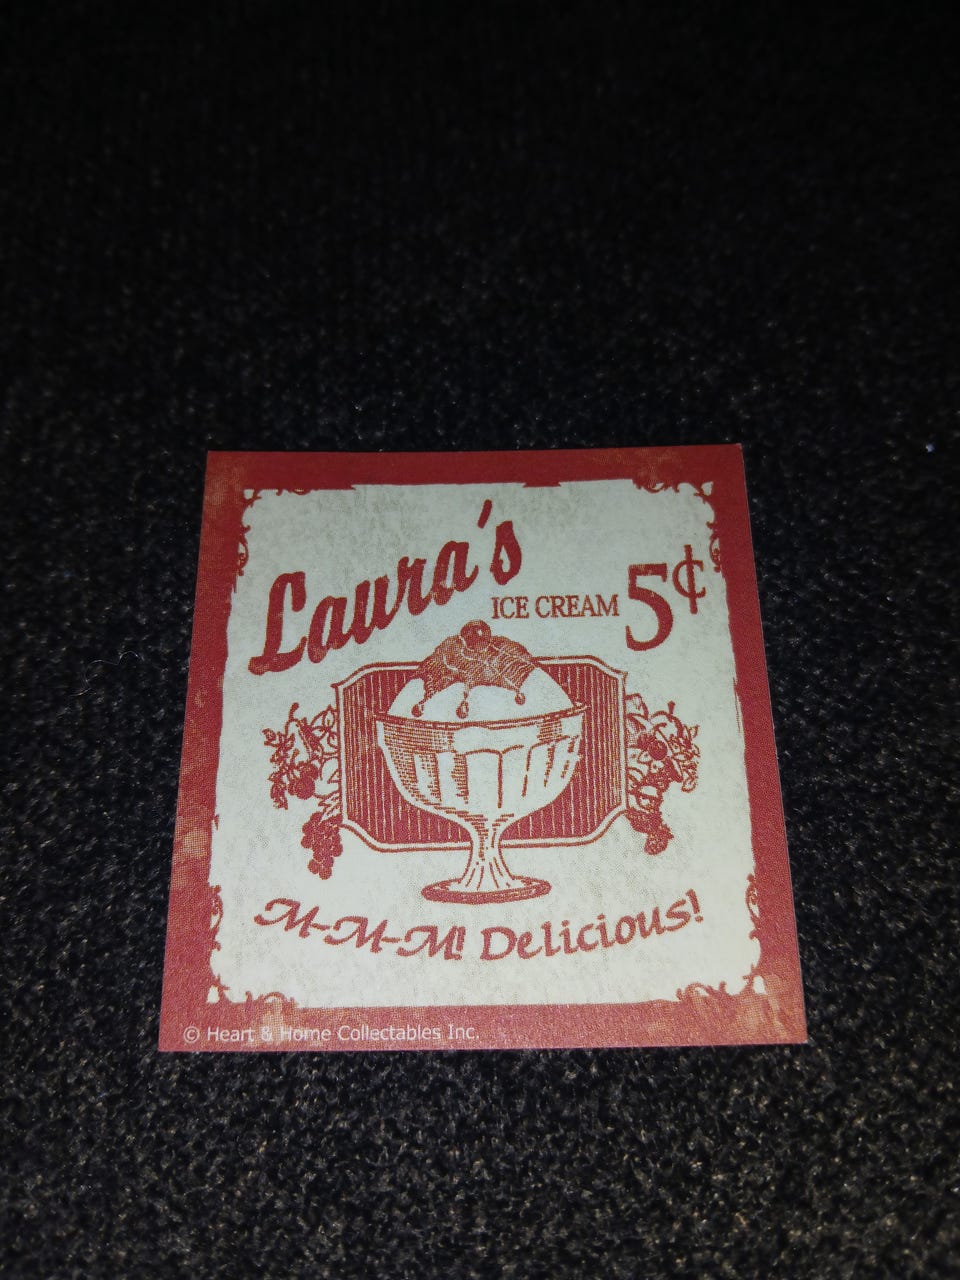 Laura's
ICE CREAM 5¢
M-M-M! Delicious!
© Heart & Home Collectables Inc.